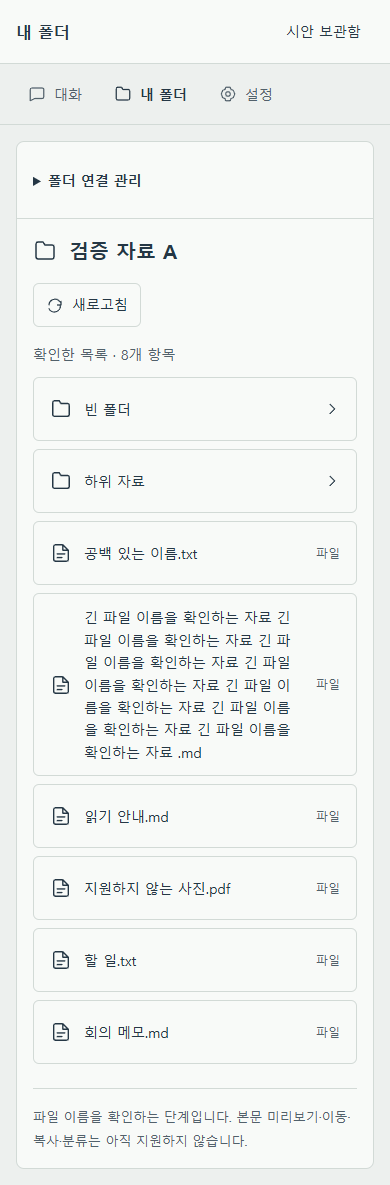 내 폴더
시안 보관함
대화
내 폴더
설정
▶ 폴더 연결 관리
검증 자료 A
새로고침
확인한 목록 · 8개 항목
빈 폴더
하위 자료
공백 있는 이름.txt
파일
긴 파일 이름을 확인하는 자료 긴
파일 이름을 확인하는 자료 긴 파
일 이름을 확인하는 자료 긴 파일
이름을 확인하는 자료 긴 파일 이
름을 확인하는 자료 긴 파일 이름
을 확인하는 자료 긴 파일 이름을
확인하는 자료 .md
파일
읽기 안내.md
파일
지원하지 않는 사진.pdf
파일
할 일.txt
파일
회의 메모.md
파일
파일 이름을 확인하는 단계입니다. 본문 미리보기·이동·
복사·분류는 아직 지원하지 않습니다.